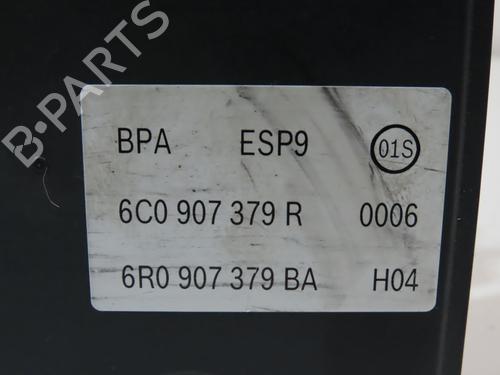 B-PARTS
BPA ESP9 01S
6C0 907 379 R 0006
6R0 907 379 BA H04